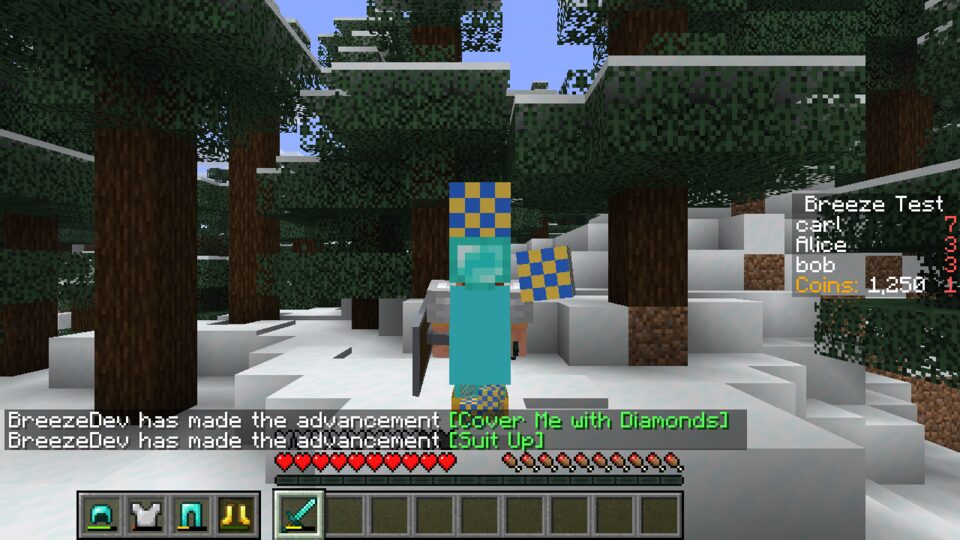 Breeze Test
carl 7
Alice 3
bob 3
Coins: 1,250 1
BreezeDev has made the advancement [Cover Me with Diamonds]
BreezeDev has made the advancement [Suit Up]